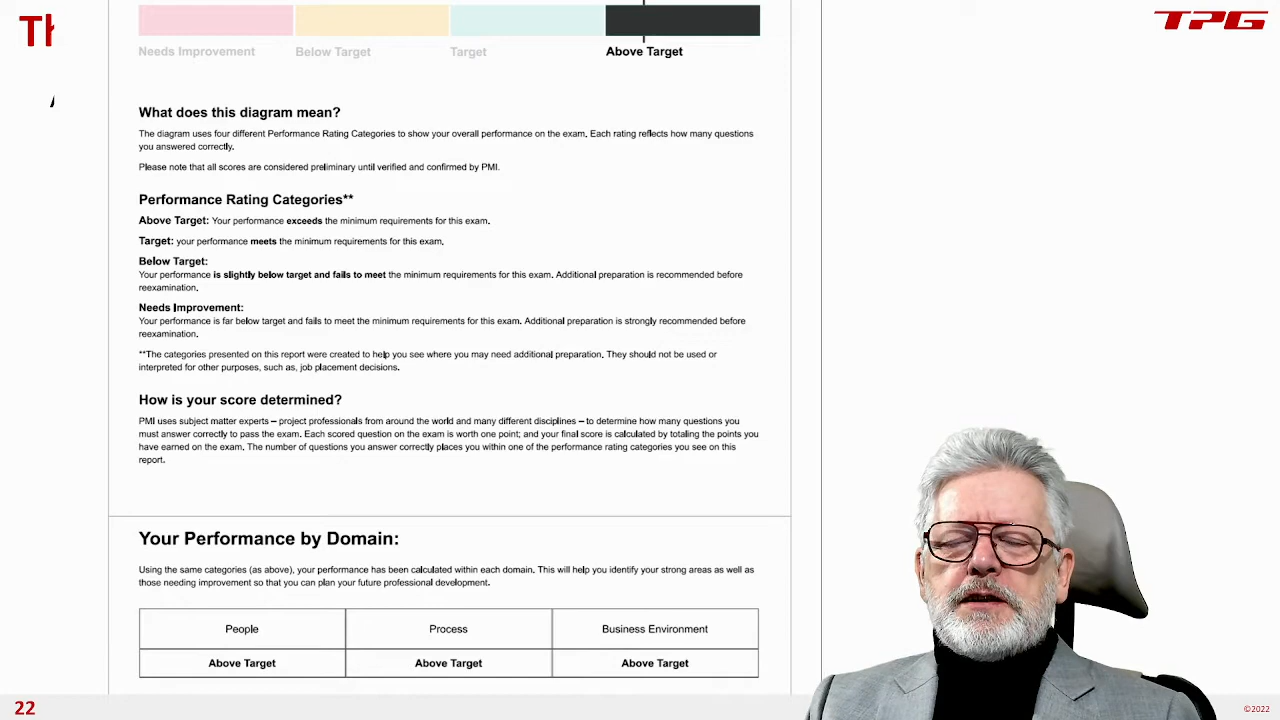 Th
TPG
Needs Improvement Below Target Target Above Target
What does this diagram mean?
The diagram uses four different Performance Rating Categories to show your overall performance on the exam. Each rating reflects how many questions
you answered correctly.
Please note that all scores are considered preliminary until verified and confirmed by PMI.
Performance Rating Categories**
Above Target: Your performance exceeds the minimum requirements for this exam.
Target: your performance meets the minimum requirements for this exam.
Below Target:
Your performance is slightly below target and fails to meet the minimum requirements for this exam. Additional preparation is recommended before
reexamination.
Needs Improvement:
Your performance is far below target and fails to meet the minimum requirements for this exam. Additional preparation is strongly recommended before
reexamination.
**The categories presented on this report were created to help you see where you may need additional preparation. They should not be used or
interpreted for other purposes, such as, job placement decisions.
How is your score determined?
PMI uses subject matter experts – project professionals from around the world and many different disciplines – to determine how many questions you
must answer correctly to pass the exam. Each scored question on the exam is worth one point; and your final score is calculated by totaling the points you
have earned on the exam. The number of questions you answer correctly places you within one of the performance rating categories you see on this
report.
Your Performance by Domain:
Using the same categories (as above), your performance has been calculated within each domain. This will help you identify your strong areas as well as
those needing improvement so that you can plan your future professional development.
People Process Business Environment
Above Target Above Target Above Target
22
©2022